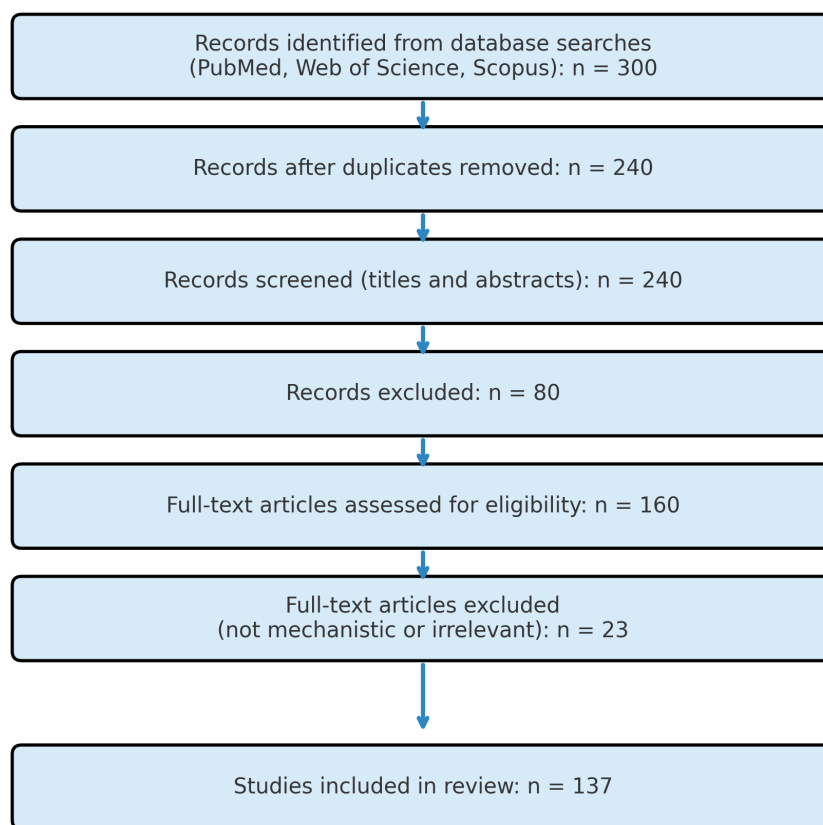 Records identified from database searches
(PubMed, Web of Science, Scopus): n = 300
Records after duplicates removed: n = 240
Records screened (titles and abstracts): n = 240
Records excluded: n = 80
Full-text articles assessed for eligibility: n = 160
Full-text articles excluded
(not mechanistic or irrelevant): n = 23
Studies included in review: n = 137